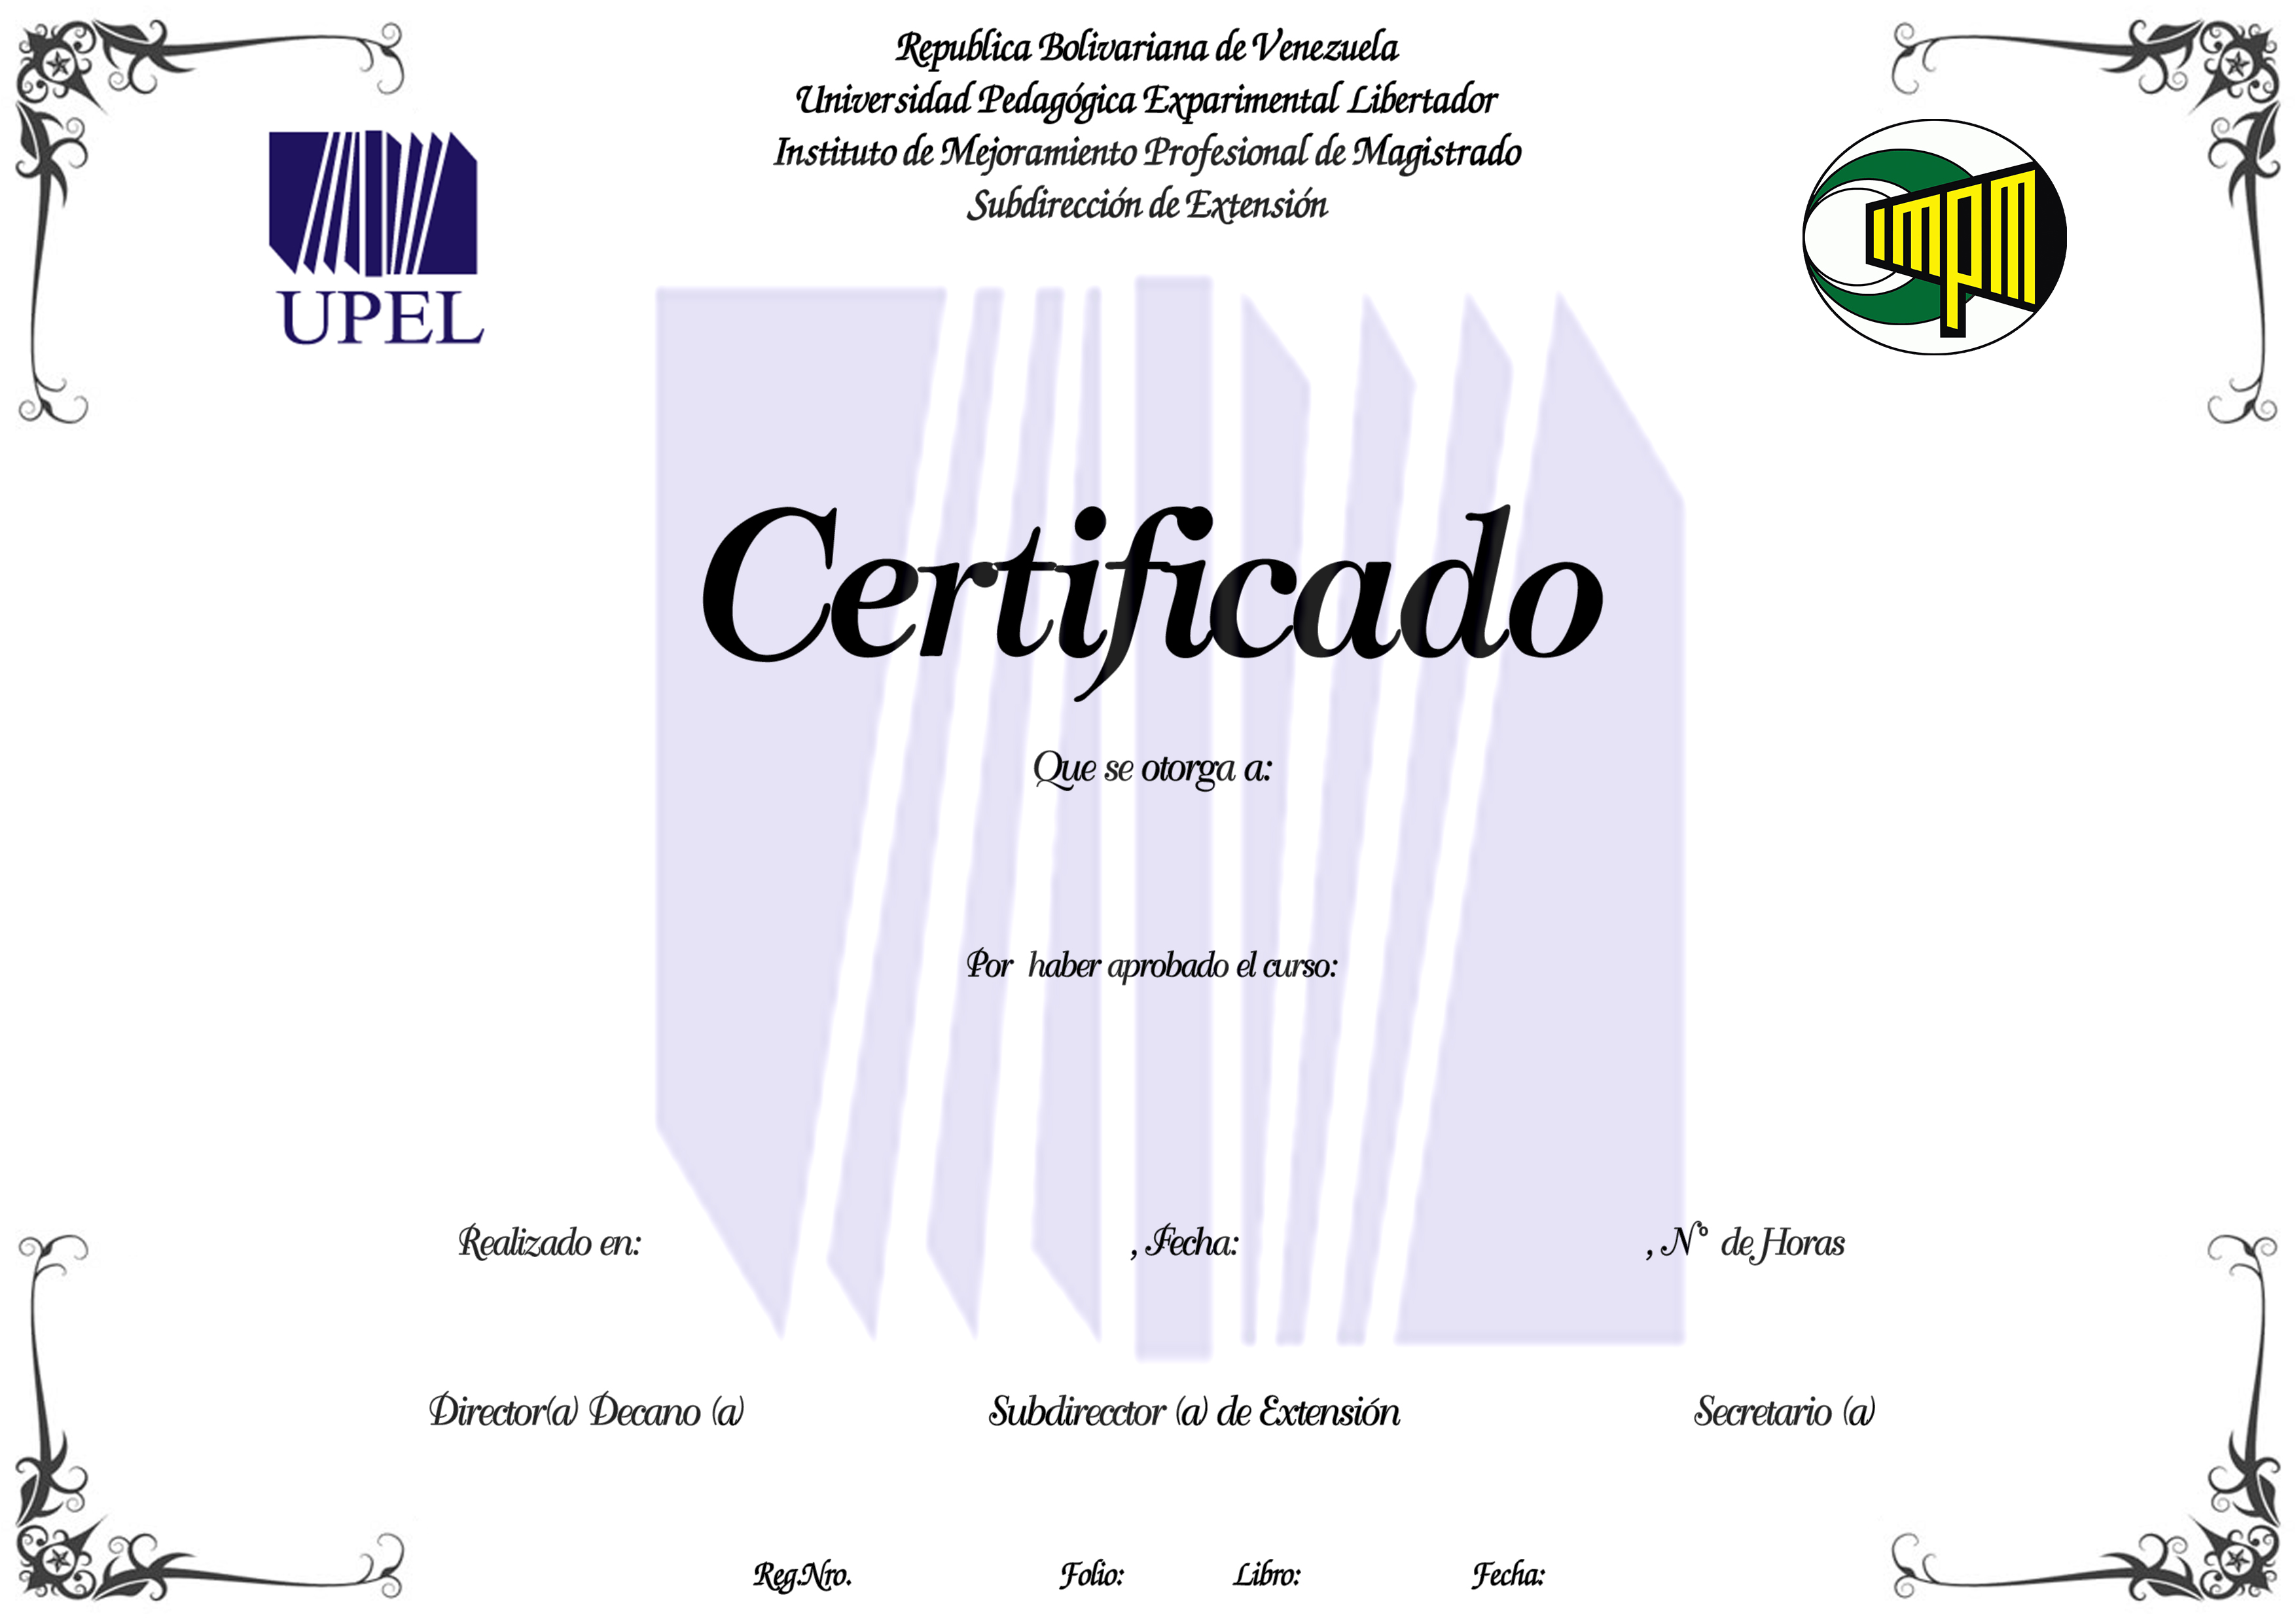 Republica Bolivariana de Venezuela
Universidad Pedagógica Exparimental Libertador
Instituto de Mejoramiento Profesional de Magistrado
Subdirección de Extensión
UPEL
impm
Certificado
Que se otorga a:
Por haber aprobado el curso:
Realizado en: , Fecha: , N° de Horas
Director(a) Decano (a) Subdirecctor (a) de Extensión Secretario (a)
Reg.Nro. Folio: Libro: Fecha: